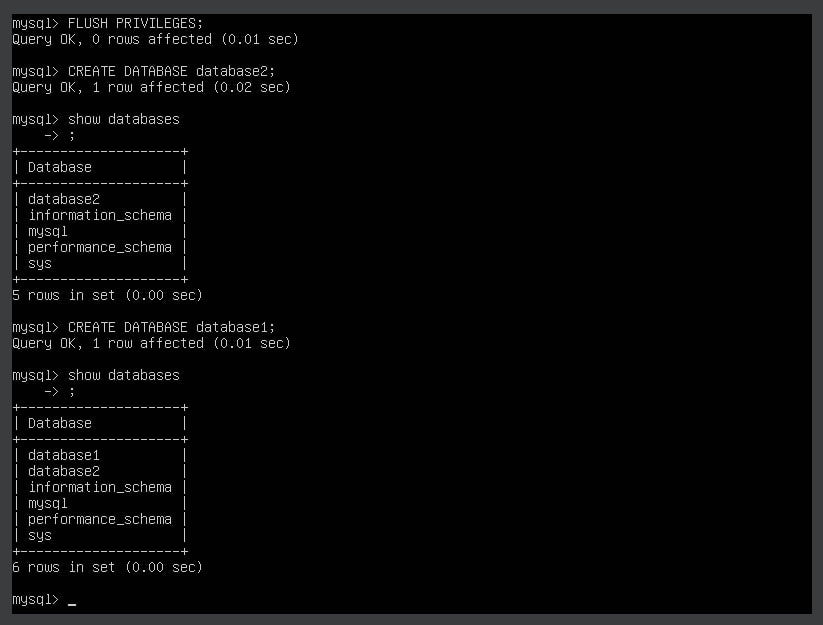 mysql> FLUSH PRIVILEGES;
Query OK, 0 rows affected (0.01 sec)
mysql> CREATE DATABASE database2;
Query OK, 1 row affected (0.02 sec)
mysql> show databases
    -> ;
+--------------------+
| Database           |
+--------------------+
| database2          |
| information_schema |
| mysql              |
| performance_schema |
| sys                |
+--------------------+
5 rows in set (0.00 sec)
mysql> CREATE DATABASE database1;
Query OK, 1 row affected (0.01 sec)
mysql> show databases
    -> ;
+--------------------+
| Database           |
+--------------------+
| database1          |
| database2          |
| information_schema |
| mysql              |
| performance_schema |
| sys                |
+--------------------+
6 rows in set (0.00 sec)
mysql> _